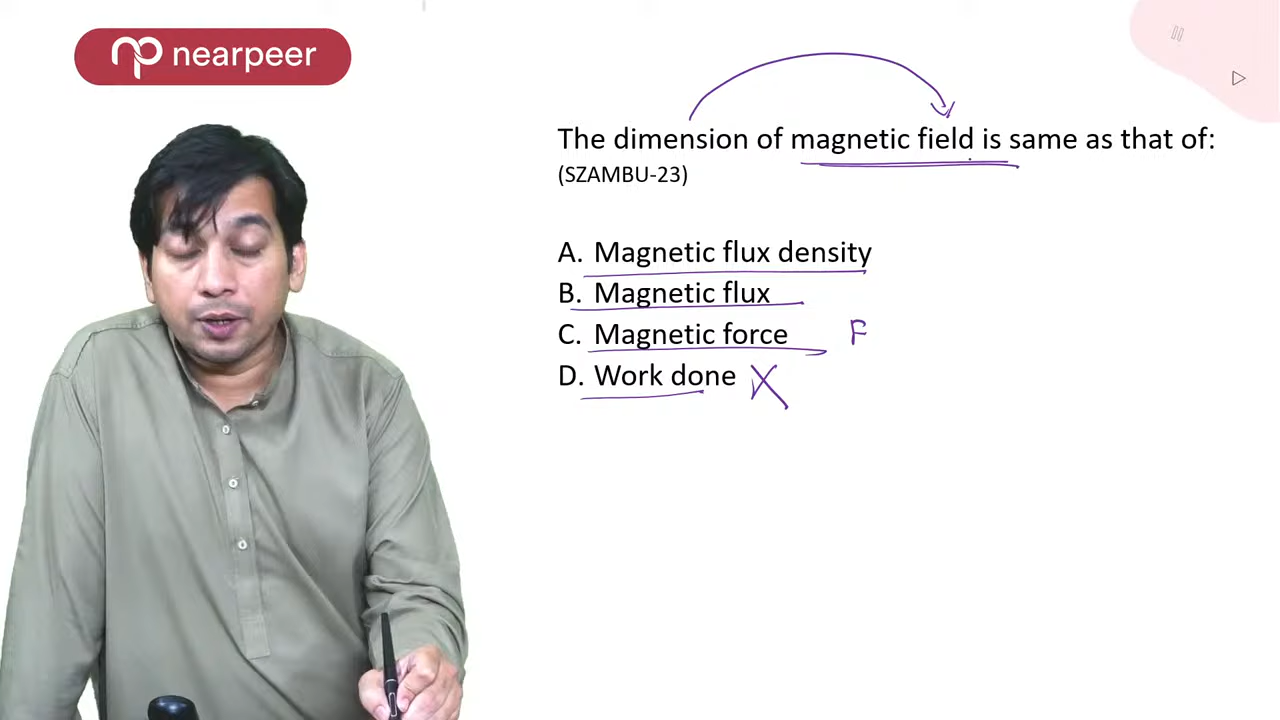 nearpeer
The dimension of magnetic field is same as that of:
(SZAMBU-23)
A. Magnetic flux density
B. Magnetic flux
C. Magnetic force F
D. Work done X